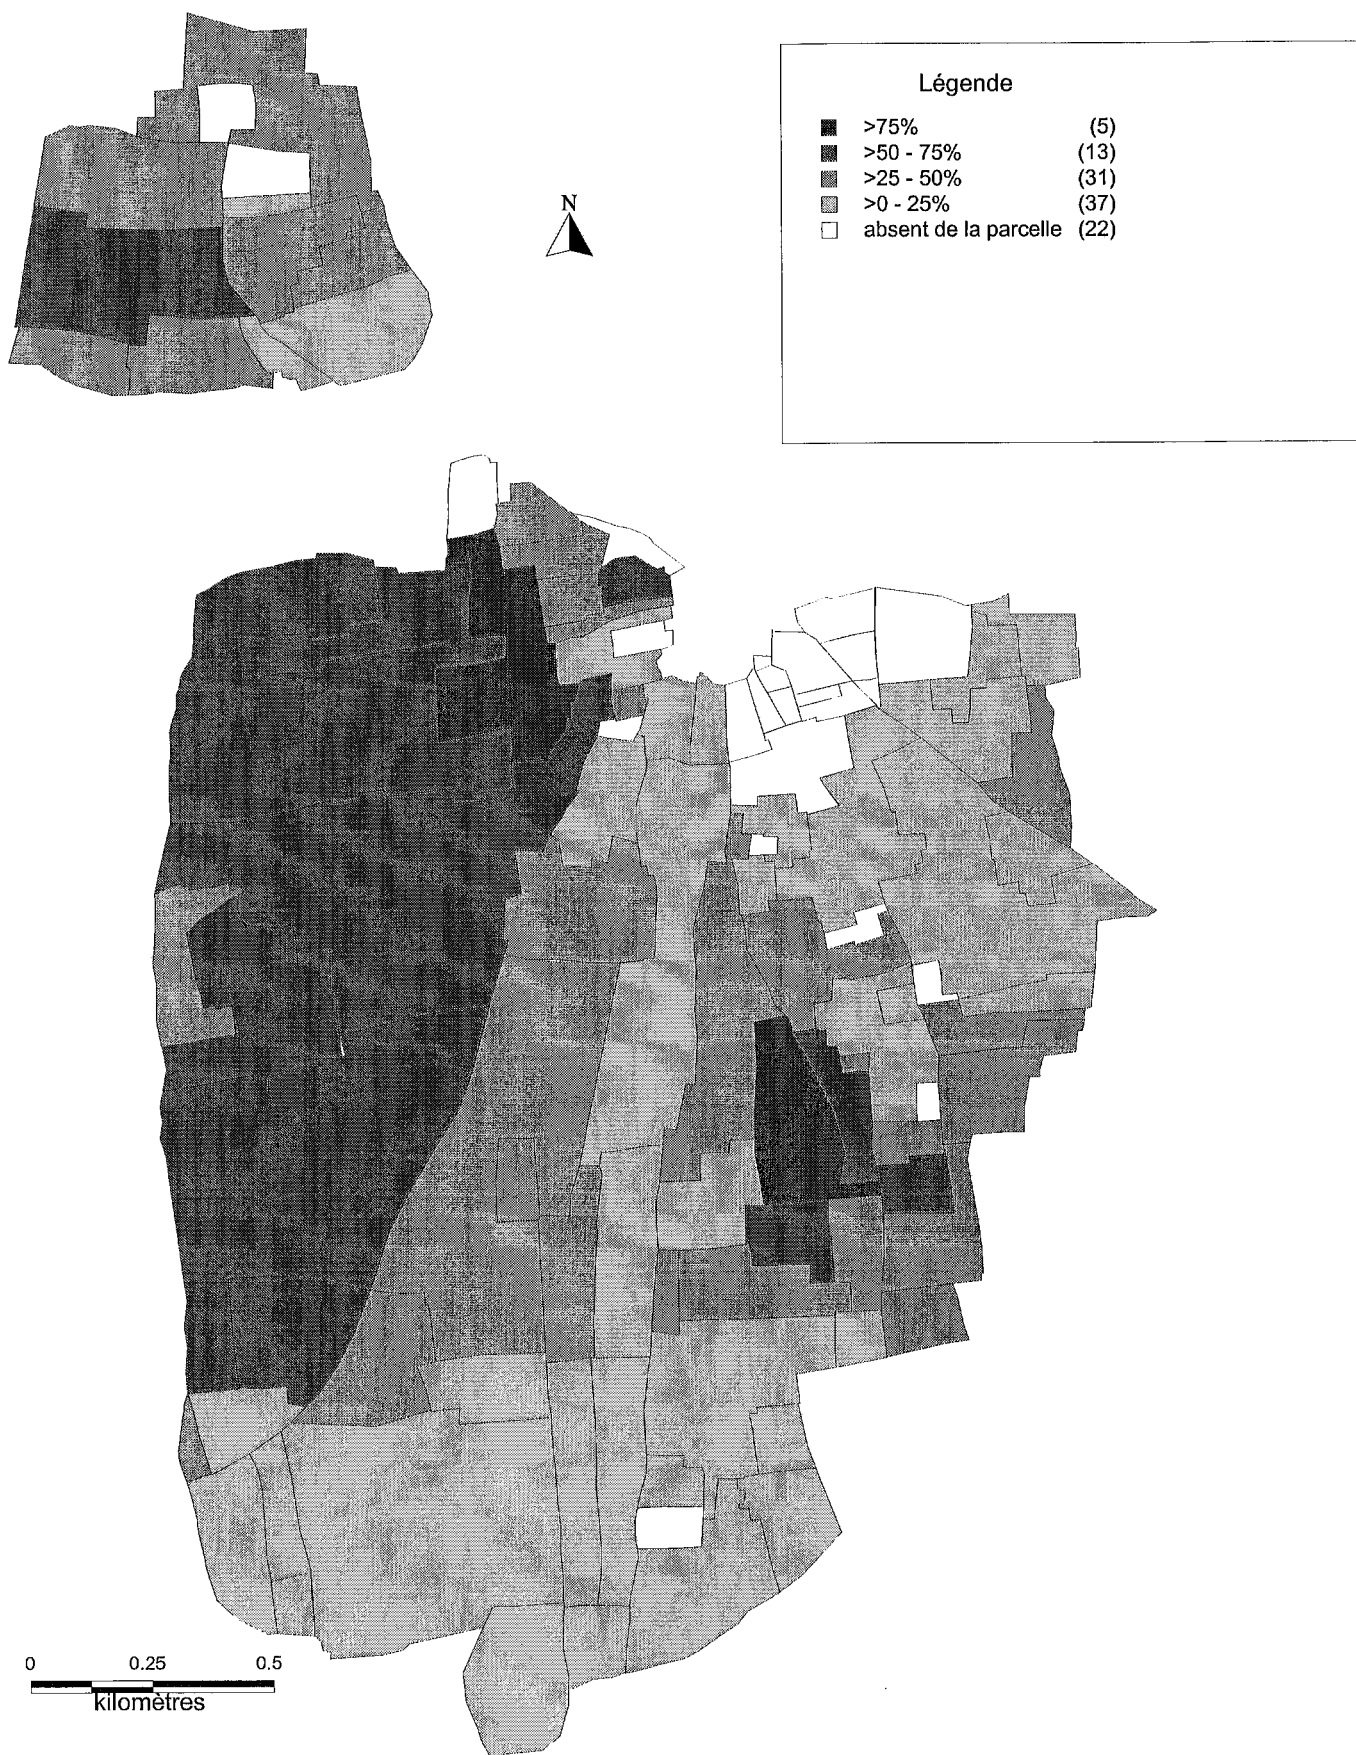 Légende
>75% (5)
>50 - 75% (13)
>25 - 50% (31)
>0 - 25% (37)
absent de la parcelle (22)
N
0 0.25 0.5
kilomètres